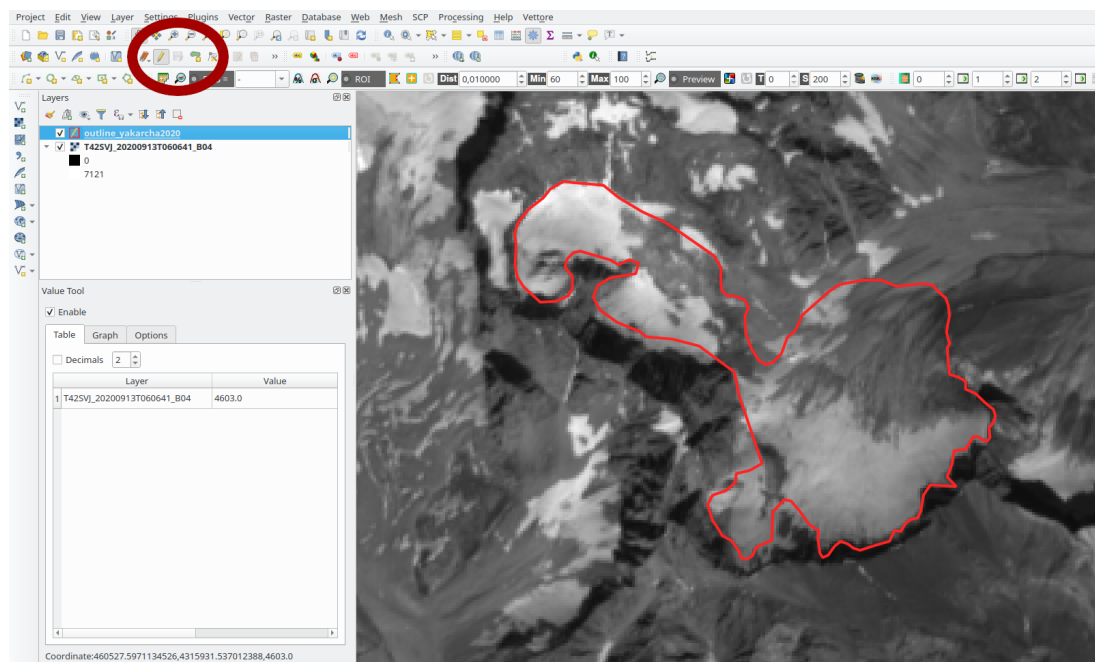 Project Edit View Layer Settings Plugins Vector Raster Database Web Mesh SCP Processing Help Vettore
ROI Dist 0,010000 Min 60 Max 100 Preview T 0 S 200 0 1 2
Layers
outline_yakarcha2020
T42SVJ_20200913T060641_B04
0
7121
Value Tool
Enable
Table Graph Options
Decimals 2
Layer Value
1 T42SVJ_20200913T060641_B04 4603.0
Coordinate:460527.5971134526,4315931.537012388,4603.0